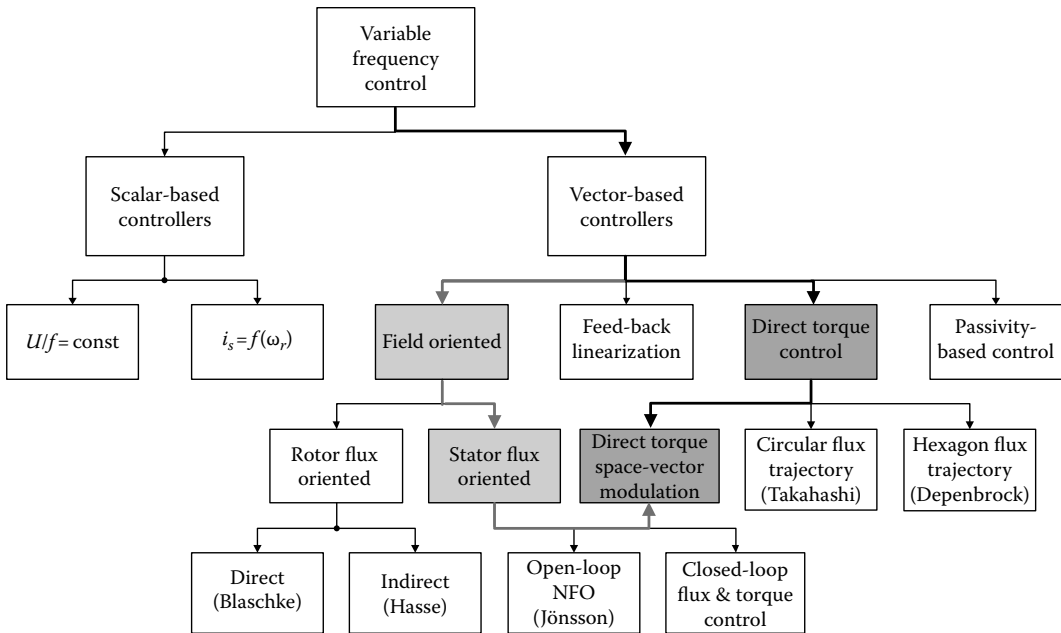 Variable
frequency
control
Scalar-based
controllers
Vector-based
controllers
U/f = const
i_s = f(ω_r)
Field oriented
Feed-back
linearization
Direct torque
control
Passivity-
based control
Rotor flux
oriented
Stator flux
oriented
Direct torque
space-vector
modulation
Circular flux
trajectory
(Takahashi)
Hexagon flux
trajectory
(Depenbrock)
Direct
(Blaschke)
Indirect
(Hasse)
Open-loop
NFO
(Jönsson)
Closed-loop
flux & torque
control